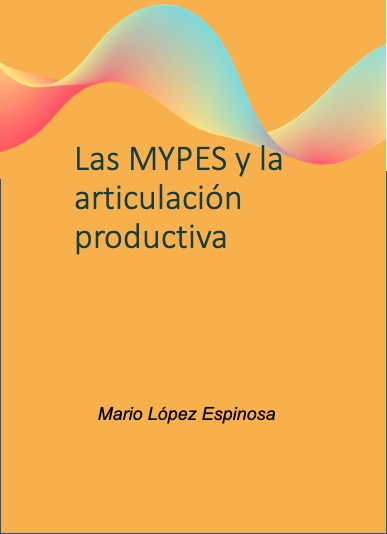 Las MYPES y la
articulación
productiva
Mario López Espinosa